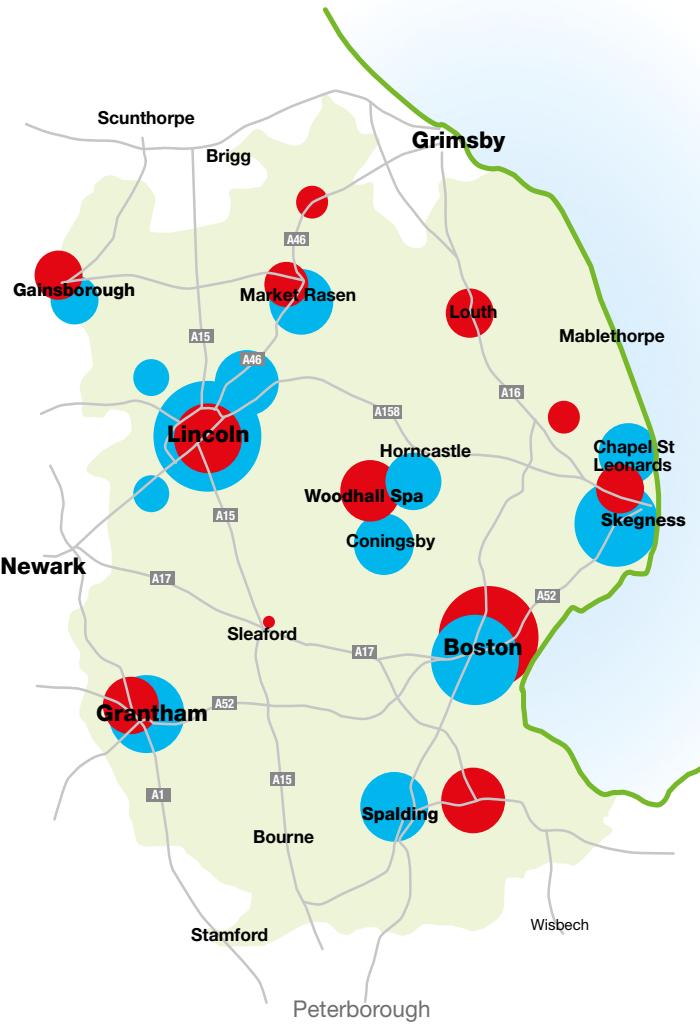 Scunthorpe
Grimsby
Brigg
A46
Gainsborough
Market Rasen
Louth
A15
Mablethorpe
A46
A16
A158
Lincoln
Horncastle
Chapel St
Leonards
Woodhall Spa
A15
Skegness
Coningsby
Newark
A17
A52
Sleaford
A17
Boston
A52
Grantham
A15
A1
Spalding
Bourne
Wisbech
Stamford
Peterborough